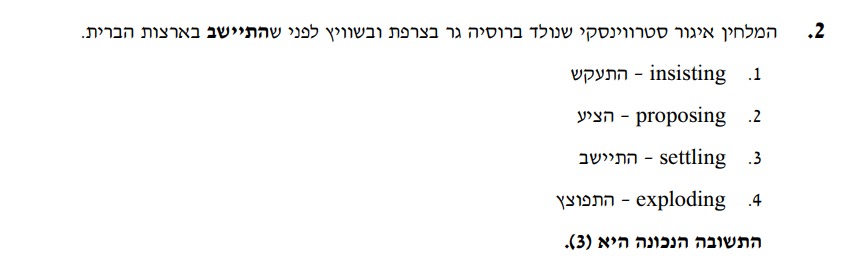 2. המלחין איגור סטרווינסקי שנולד ברוסיה גר בצרפת ובשוויץ לפני שהתיישב בארצות הברית.
1. insisting – התעקש
2. proposing – הציע
3. settling – התיישב
4. exploding – התפוצץ
התשובה הנכונה היא (3).